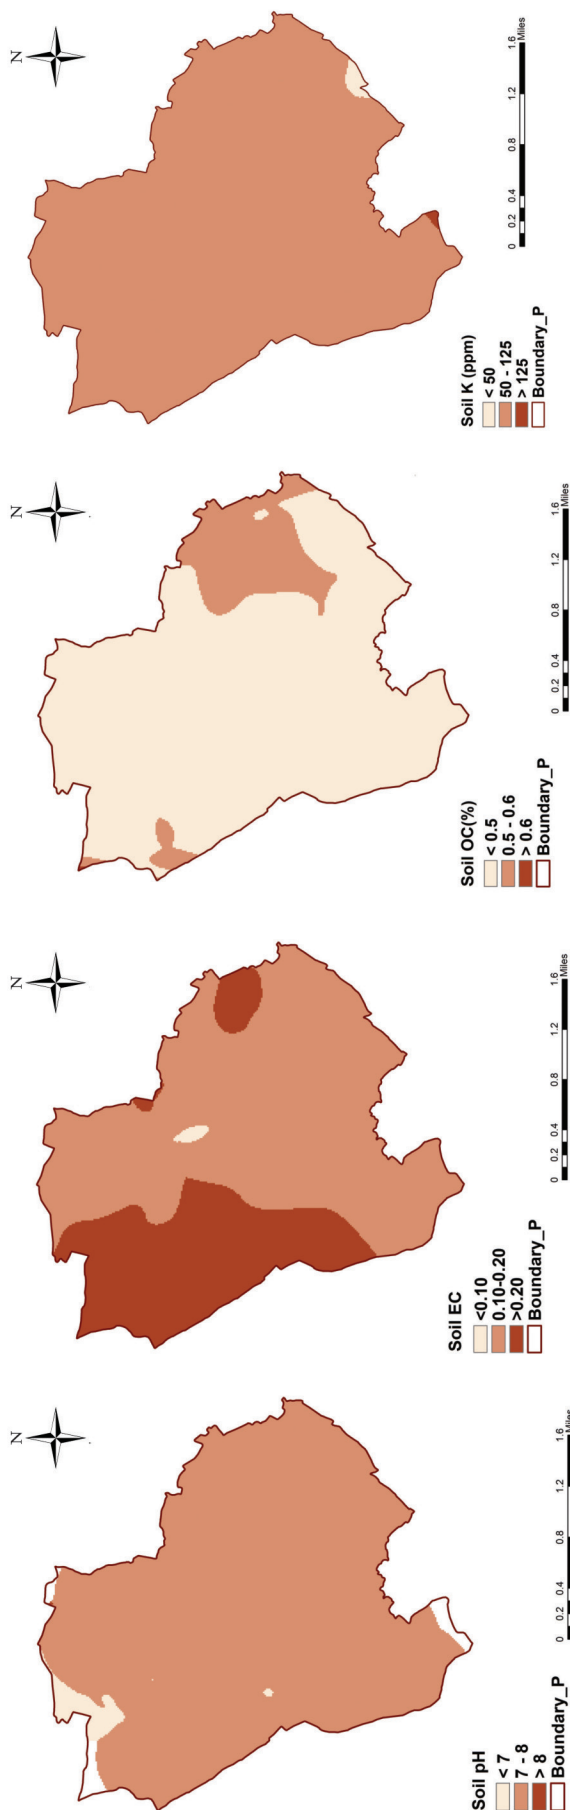 N
Soil pH
< 7
7 - 8
> 8
Boundary_P
0 0.2 0.4 0.8 1.2 1.6
Miles
N
Soil EC
<0.10
0.10-0.20
>0.20
Boundary_P
0 0.2 0.4 0.8 1.2 1.6
Miles
N
Soil OC(%)
< 0.5
0.5 - 0.6
> 0.6
Boundary_P
0 0.2 0.4 0.8 1.2 1.6
Miles
N
Soil K (ppm)
< 50
50 - 125
> 125
Boundary_P
0 0.2 0.4 0.8 1.2 1.6
Miles